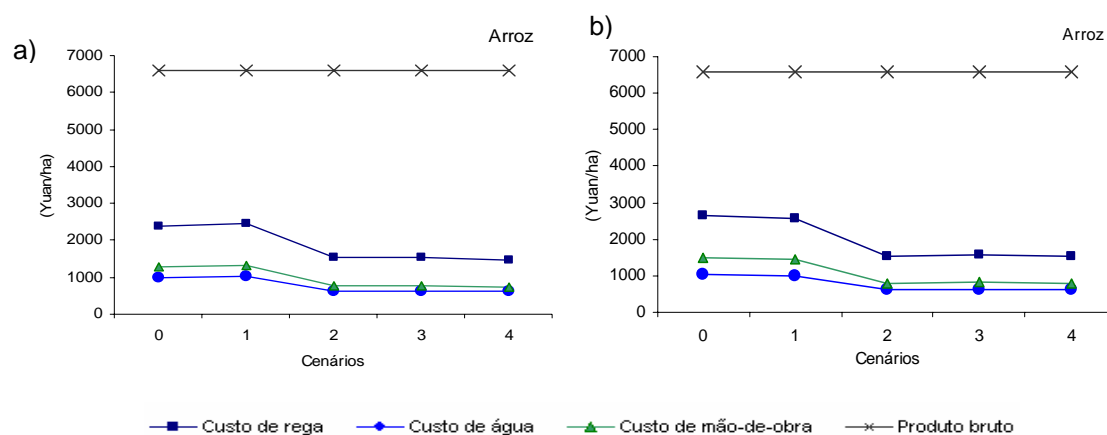 a)
Arroz
7000
6000
5000
4000
3000
2000
1000
0
(Yuan/ha)
0 1 2 3 4
Cenários
b)
Arroz
7000
6000
5000
4000
3000
2000
1000
0
(Yuan/ha)
0 1 2 3 4
Cenários
Custo de rega Custo de água Custo de mão-de-obra Produto bruto